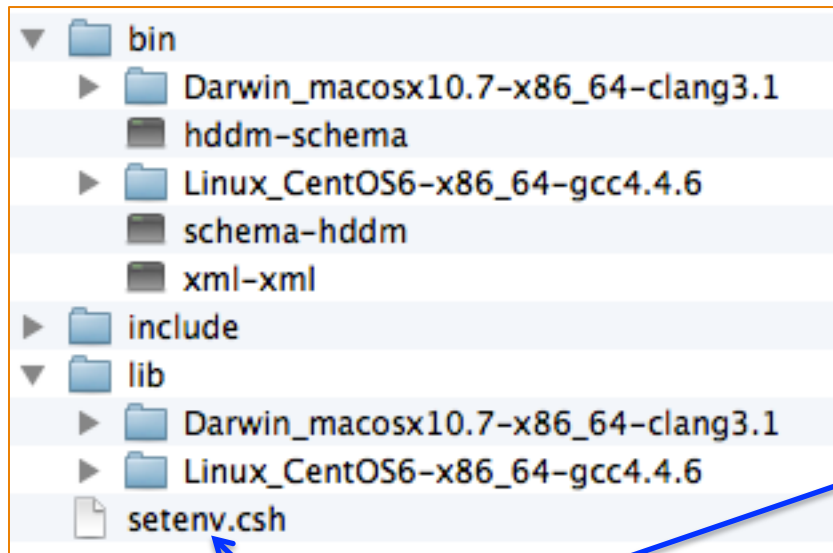 bin
Darwin_macosx10.7-x86_64-clang3.1
hddm-schema
Linux_CentOS6-x86_64-gcc4.4.6
schema-hddm
xml-xml
include
lib
Darwin_macosx10.7-x86_64-clang3.1
Linux_CentOS6-x86_64-gcc4.4.6
setenv.csh